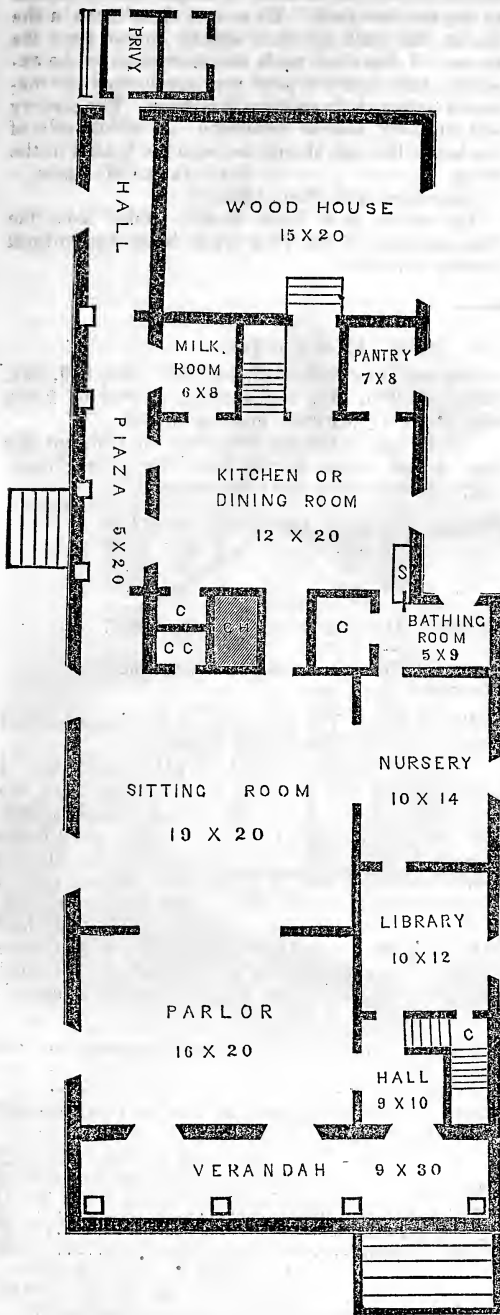 PRIVY
HALL
WOOD HOUSE
15 X 20
MILK.
ROOM
6 X 8
PANTRY
7 X 8
PIAZA 5 X 20
KITCHEN OR
DINING ROOM
12 X 20
S
C
C H
C
C C
BATHING
ROOM
5 X 9
NURSERY
10 X 14
SITTING ROOM
19 X 20
LIBRARY
10 X 12
PARLOR
16 X 20
C
HALL
9 X 10
VERANDAH 9 X 30